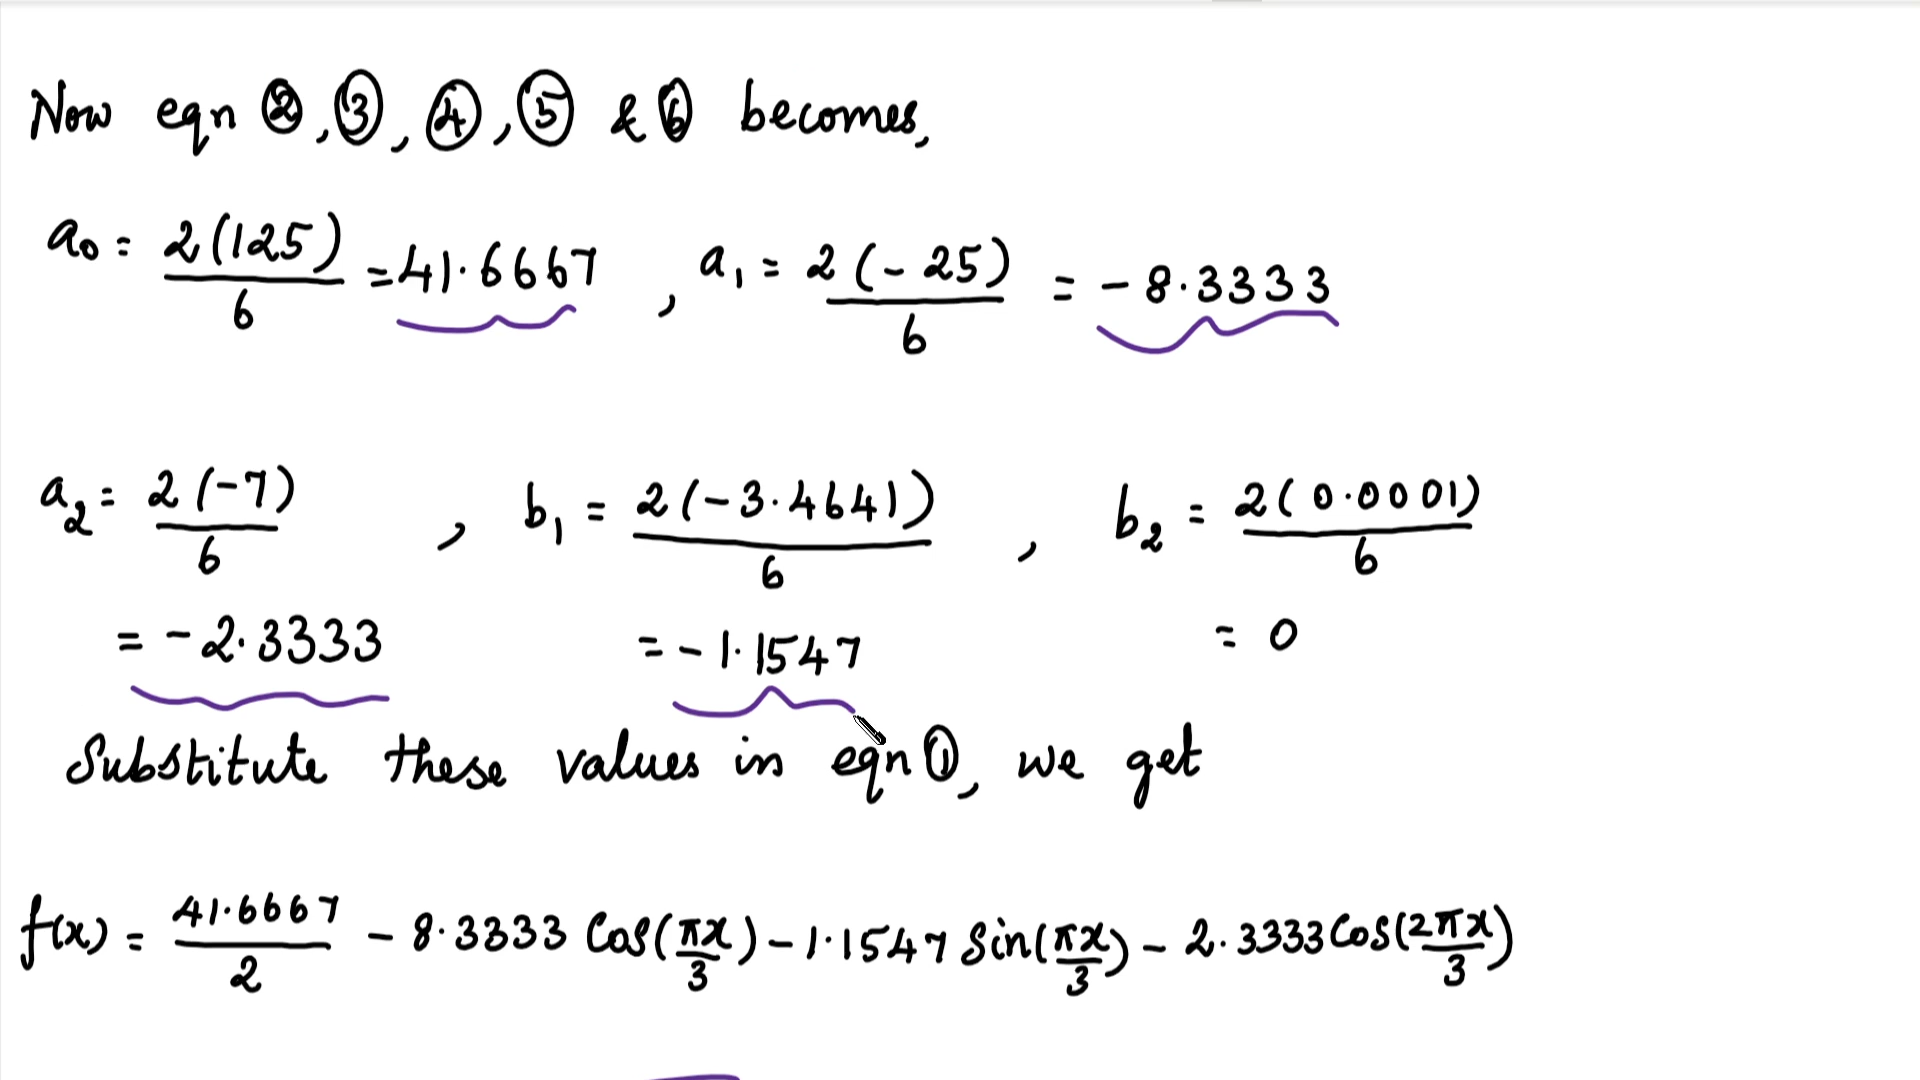 Now eqn ②, ③, ④, ⑤ & ⑥ becomes,
a₀ = 2(125)/6 = 41.6667 , a₁ = 2(-25)/6 = -8.3333
a₂ = 2(-7)/6 , b₁ = 2(-3.4641)/6 , b₂ = 2(0.0001)/6
= -2.3333 = -1.1547 = 0
Substitute these values in eqn ①, we get
f(x) = 41.6667/2 - 8.3333 Cos(πx/3) - 1.1547 Sin(πx/3) - 2.3333 Cos(2πx/3)